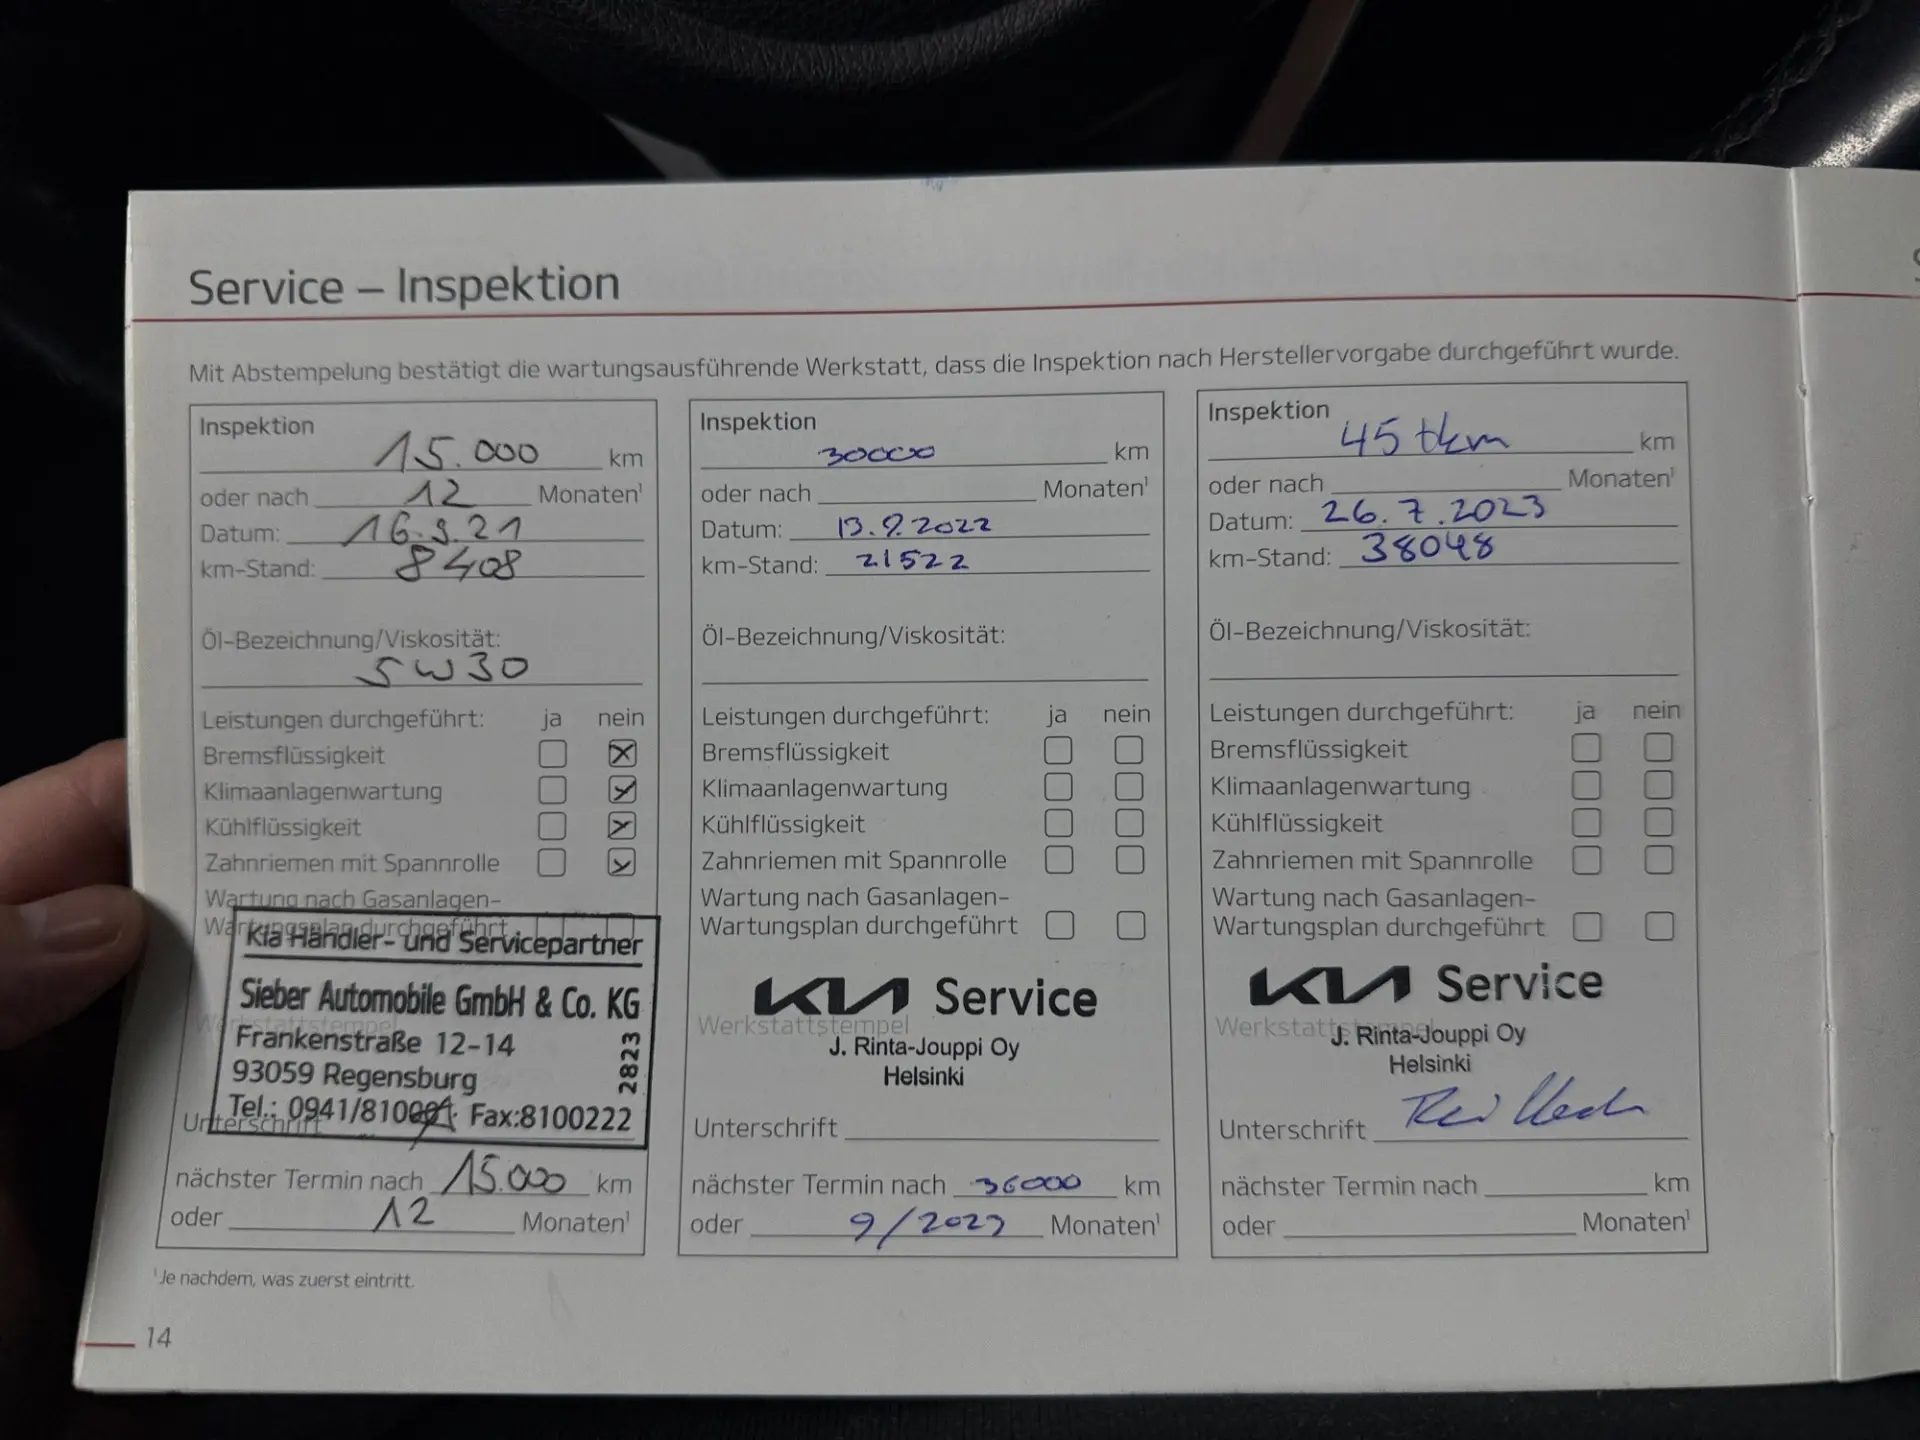 Service – Inspektion
Mit Abstempelung bestätigt die wartungsausführende Werkstatt, dass die Inspektion nach Herstellervorgabe durchgeführt wurde.
Inspektion
15.000 km
oder nach 12 Monaten¹
Datum: 16.9.21
km-Stand: 8408
Öl-Bezeichnung/Viskosität:
5W30
Leistungen durchgeführt: ja nein
Bremsflüssigkeit
Klimaanlagenwartung
Kühlflüssigkeit
Zahnriemen mit Spannrolle
Wartung nach Gasanlagen-
Wartungsplan durchgeführt
Kia Händler- und Servicepartner
Sieber Automobile GmbH & Co. KG
Werkstattstempel
Frankenstraße 12-14
93059 Regensburg
2823
Tel.: 0941/810001 Fax:8100222
Unterschrift
nächster Termin nach 15.000 km
oder 12 Monaten¹
Inspektion
30000 km
oder nach Monaten¹
Datum: 13.9.2022
km-Stand: 21522
Öl-Bezeichnung/Viskosität:
Leistungen durchgeführt: ja nein
Bremsflüssigkeit
Klimaanlagenwartung
Kühlflüssigkeit
Zahnriemen mit Spannrolle
Wartung nach Gasanlagen-
Wartungsplan durchgeführt
KIA Service
Werkstattstempel
J. Rinta-Jouppi Oy
Helsinki
Unterschrift
nächster Termin nach 36000 km
oder 9/2023 Monaten¹
Inspektion
45 tkm km
oder nach Monaten¹
Datum: 26.7.2023
km-Stand: 38048
Öl-Bezeichnung/Viskosität:
Leistungen durchgeführt: ja nein
Bremsflüssigkeit
Klimaanlagenwartung
Kühlflüssigkeit
Zahnriemen mit Spannrolle
Wartung nach Gasanlagen-
Wartungsplan durchgeführt
KIA Service
Werkstattstempel
J. Rinta-Jouppi Oy
Helsinki
Unterschrift
nächster Termin nach km
oder Monaten¹
¹Je nachdem, was zuerst eintritt.
14